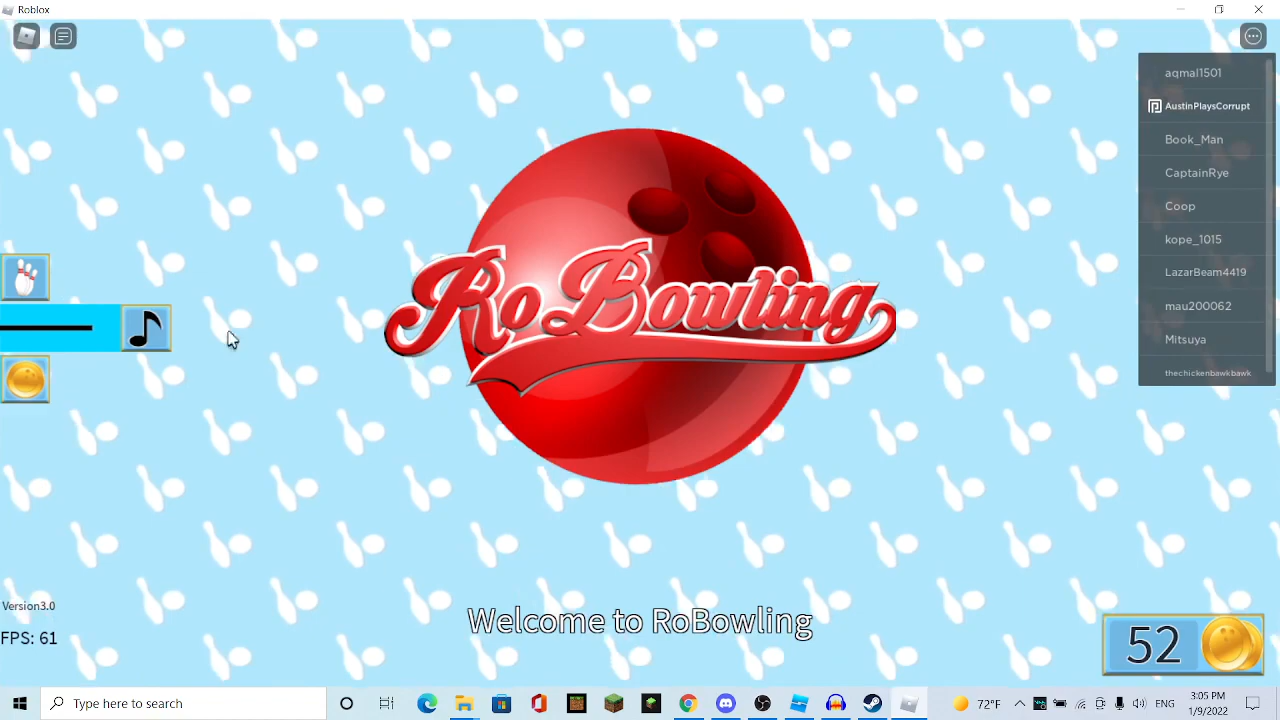 Roblox
aqmal1501
AustinPlaysCorrupt
Book_Man
CaptainRye
Coop
kope_1015
LazarBeam4419
mau200062
Mitsuya
thechickenbawkbawk
RoBowling
Version3.0
FPS: 61
Welcome to RoBowling
52
Type here to search
72°F
ENG
3:05 PM
1/9/2022